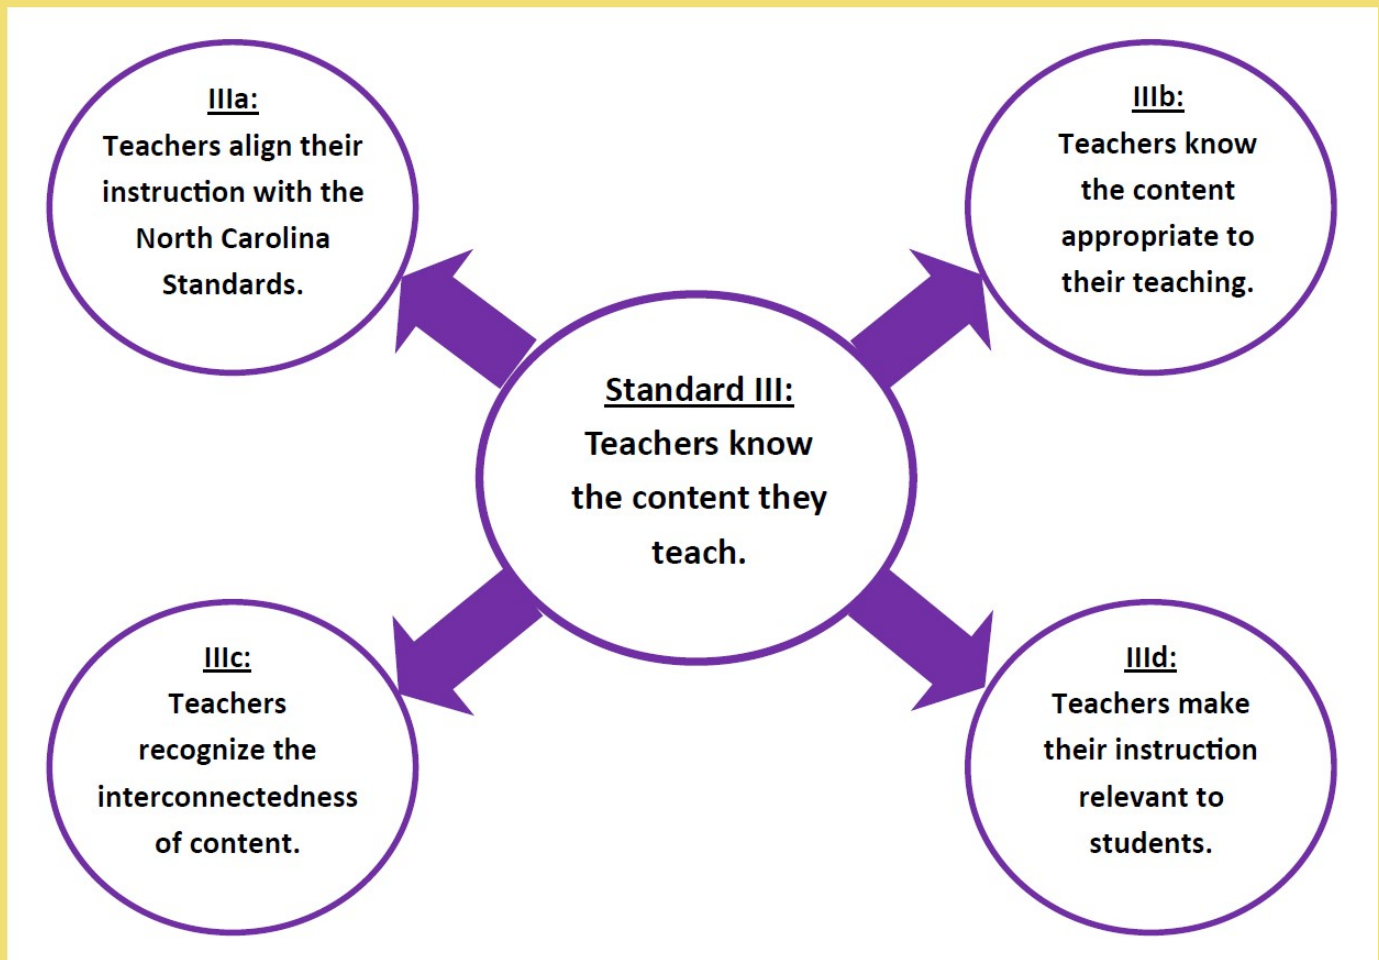 IIIa:
Teachers align their
instruction with the
North Carolina
Standards.
IIIb:
Teachers know
the content
appropriate to
their teaching.
Standard III:
Teachers know
the content they
teach.
IIIc:
Teachers
recognize the
interconnectedness
of content.
IIId:
Teachers make
their instruction
relevant to
students.